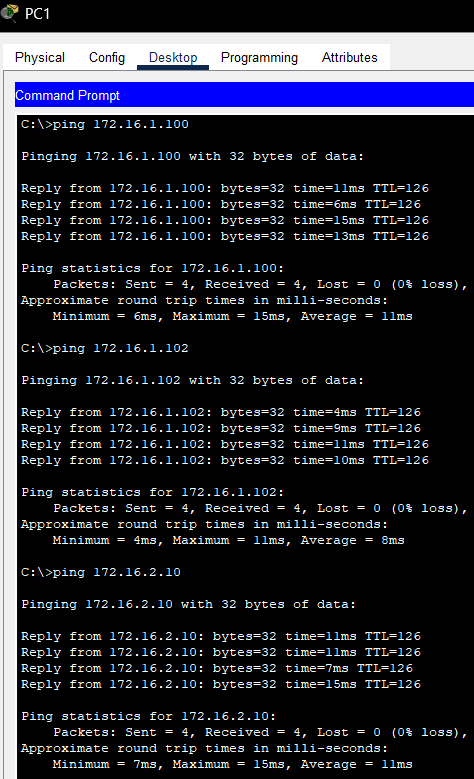 PC1
Physical Config Desktop Programming Attributes
Command Prompt
C:\>ping 172.16.1.100
Pinging 172.16.1.100 with 32 bytes of data:
Reply from 172.16.1.100: bytes=32 time=11ms TTL=126
Reply from 172.16.1.100: bytes=32 time=6ms TTL=126
Reply from 172.16.1.100: bytes=32 time=15ms TTL=126
Reply from 172.16.1.100: bytes=32 time=13ms TTL=126
Ping statistics for 172.16.1.100:
Packets: Sent = 4, Received = 4, Lost = 0 (0% loss),
Approximate round trip times in milli-seconds:
Minimum = 6ms, Maximum = 15ms, Average = 11ms
C:\>ping 172.16.1.102
Pinging 172.16.1.102 with 32 bytes of data:
Reply from 172.16.1.102: bytes=32 time=4ms TTL=126
Reply from 172.16.1.102: bytes=32 time=9ms TTL=126
Reply from 172.16.1.102: bytes=32 time=11ms TTL=126
Reply from 172.16.1.102: bytes=32 time=10ms TTL=126
Ping statistics for 172.16.1.102:
Packets: Sent = 4, Received = 4, Lost = 0 (0% loss),
Approximate round trip times in milli-seconds:
Minimum = 4ms, Maximum = 11ms, Average = 8ms
C:\>ping 172.16.2.10
Pinging 172.16.2.10 with 32 bytes of data:
Reply from 172.16.2.10: bytes=32 time=11ms TTL=126
Reply from 172.16.2.10: bytes=32 time=11ms TTL=126
Reply from 172.16.2.10: bytes=32 time=7ms TTL=126
Reply from 172.16.2.10: bytes=32 time=15ms TTL=126
Ping statistics for 172.16.2.10:
Packets: Sent = 4, Received = 4, Lost = 0 (0% loss),
Approximate round trip times in milli-seconds:
Minimum = 7ms, Maximum = 15ms, Average = 11ms